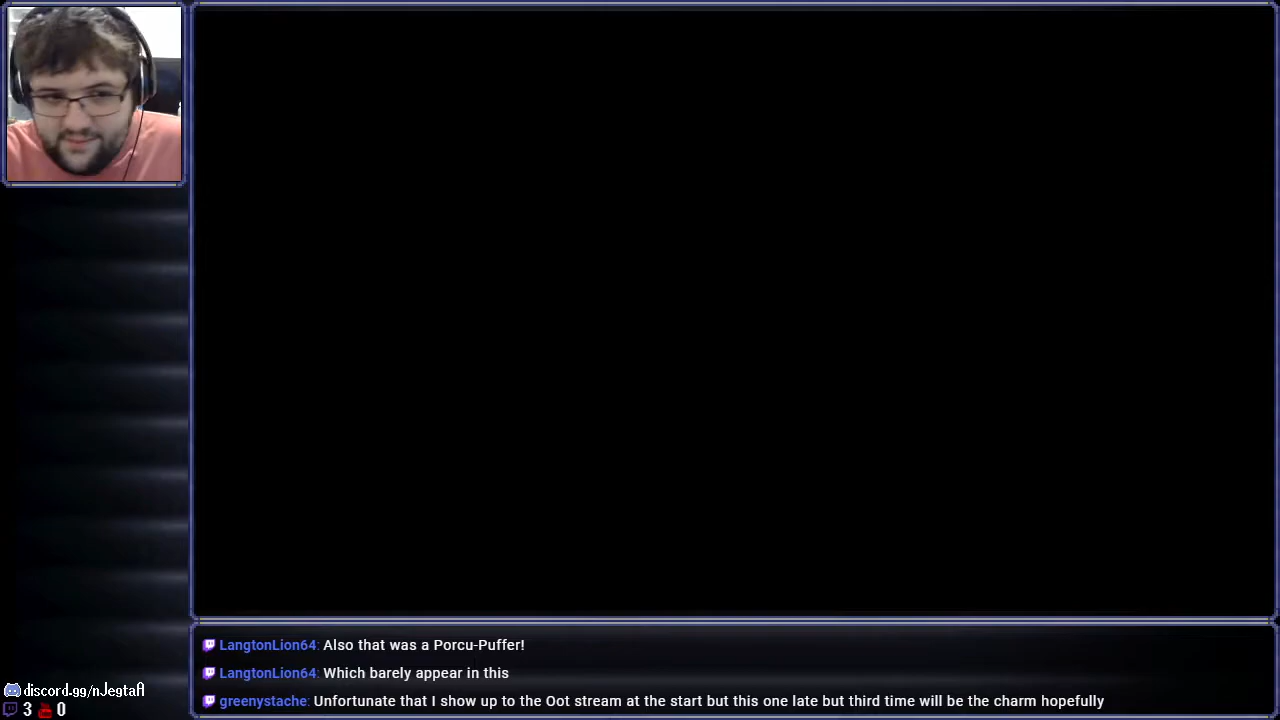 LangtonLion64: Also that was a Porcu-Puffer!
LangtonLion64: Which barely appear in this
greenystache: Unfortunate that I show up to the Oot stream at the start but this one late but third time will be the charm hopefully
discord.gg/nJegtafl
3 0